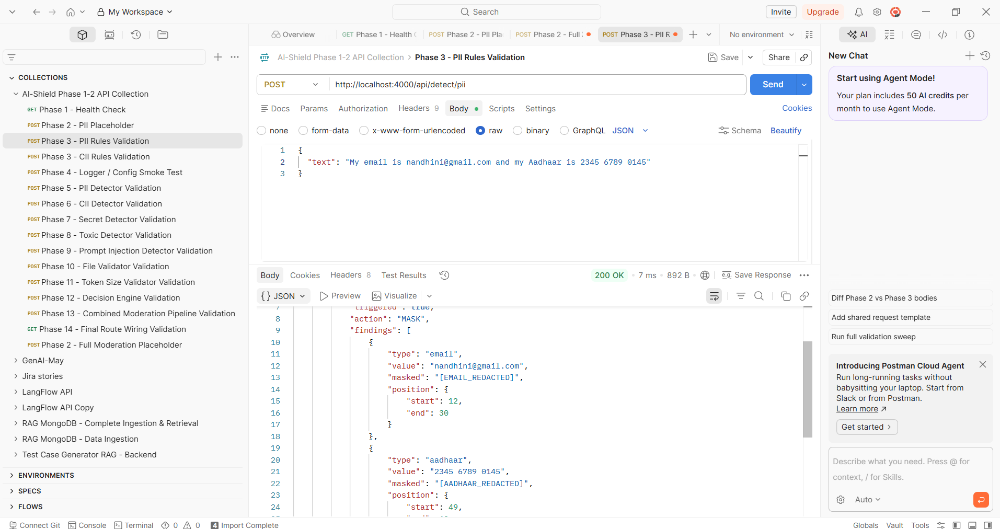 My Workspace
Search
Invite
Upgrade
Overview
GET Phase 1 - Health
POST Phase 2 - PII Pla
POST Phase 2 - Full
POST Phase 3 - PII R
No environment
AI
AI-Shield Phase 1-2 API Collection > Phase 3 - PII Rules Validation
Save
Share
POST
http://localhost:4000/api/detect/pii
Send
Docs
Params
Authorization
Headers 9
Body
Scripts
Settings
Cookies
none
form-data
x-www-form-urlencoded
raw
binary
GraphQL
JSON
Schema
Beautify
1 {
2 "text": "My email is nandhini@gmail.com and my Aadhaar is 2345 6789 0145"
3 }
Body
Cookies
Headers 8
Test Results
200 OK
7 ms
892 B
e.g. Save Response
{} JSON
Preview
Visualize
7 "triggered": true,
8 "action": "MASK",
9 "findings": [
10 {
11 "type": "email",
12 "value": "nandhini@gmail.com",
13 "masked": "[EMAIL_REDACTED]",
14 "position": {
15 "start": 12,
16 "end": 30
17 }
18 },
19 {
20 "type": "aadhaar",
21 "value": "2345 6789 0145",
22 "masked": "[AADHAAR_REDACTED]",
23 "position": {
24 "start": 49,
COLLECTIONS
AI-Shield Phase 1-2 API Collection
GET Phase 1 - Health Check
POST Phase 2 - PII Placeholder
POST Phase 3 - PII Rules Validation
POST Phase 3 - CII Rules Validation
POST Phase 4 - Logger / Config Smoke Test
POST Phase 5 - PII Detector Validation
POST Phase 6 - CII Detector Validation
POST Phase 7 - Secret Detector Validation
POST Phase 8 - Toxic Detector Validation
POST Phase 9 - Prompt Injection Detector Validation
POST Phase 10 - File Validator Validation
POST Phase 11 - Token Size Validator Validation
POST Phase 12 - Decision Engine Validation
POST Phase 13 - Combined Moderation Pipeline Validation
GET Phase 14 - Final Route Wiring Validation
POST Phase 2 - Full Moderation Placeholder
GenAI-May
Jira stories
LangFlow API
LangFlow API Copy
RAG MongoDB - Complete Ingestion & Retrieval
RAG MongoDB - Data Ingestion
Test Case Generator RAG - Backend
ENVIRONMENTS
SPECS
FLOWS
New Chat
Start using Agent Mode!
Your plan includes 50 AI credits per
month to use Agent Mode.
Diff Phase 2 vs Phase 3 bodies
Add shared request template
Run full validation sweep
Introducing Postman Cloud Agent
Run long-running tasks without
babysitting your laptop. Start from
Slack or from Postman.
Learn more ↗
Get started >
Describe what you need. Press @ for
context, / for Skills.
Auto
Connect Git
Console
Terminal
0
0
4 Import Complete
Globals
Vault
Tools